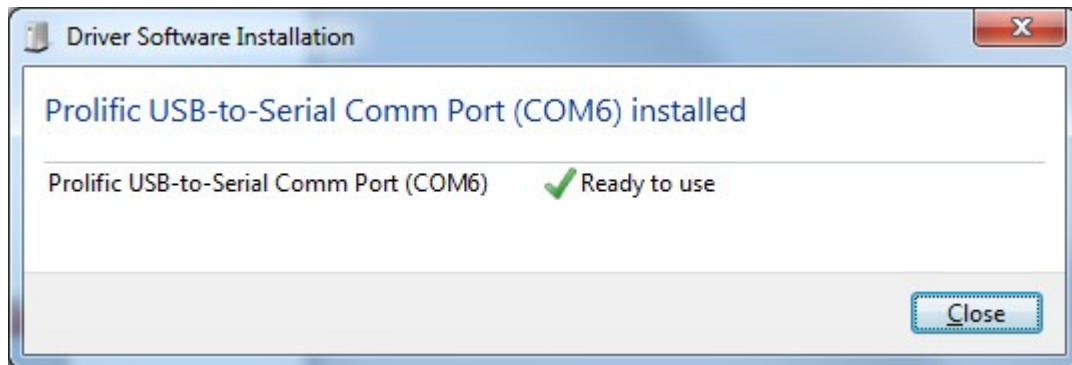 Driver Software Installation
Prolific USB-to-Serial Comm Port (COM6) installed
Prolific USB-to-Serial Comm Port (COM6) Ready to use
Close